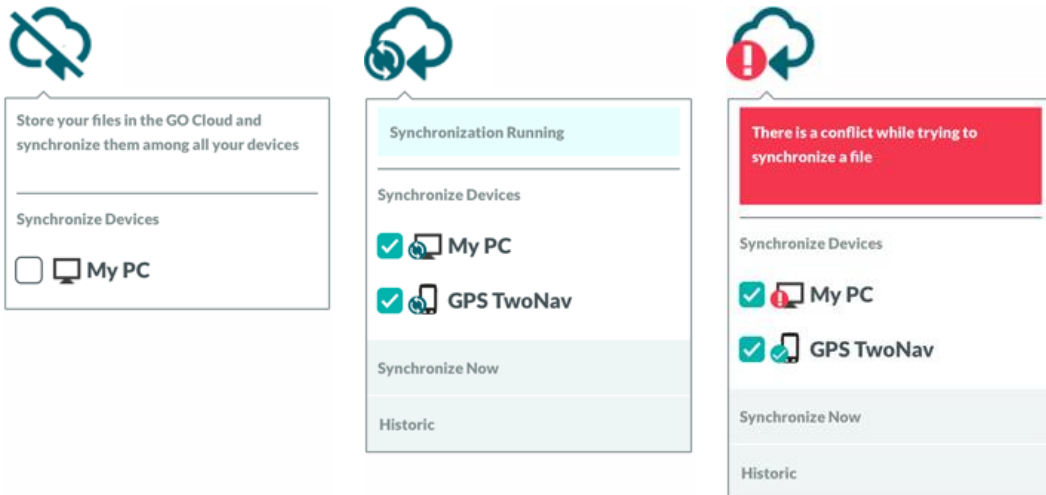 Store your files in the GO Cloud and
synchronize them among all your devices
Synchronize Devices
My PC
Synchronization Running
Synchronize Devices
My PC
GPS TwoNav
Synchronize Now
Historic
There is a conflict while trying to
synchronize a file
Synchronize Devices
My PC
GPS TwoNav
Synchronize Now
Historic